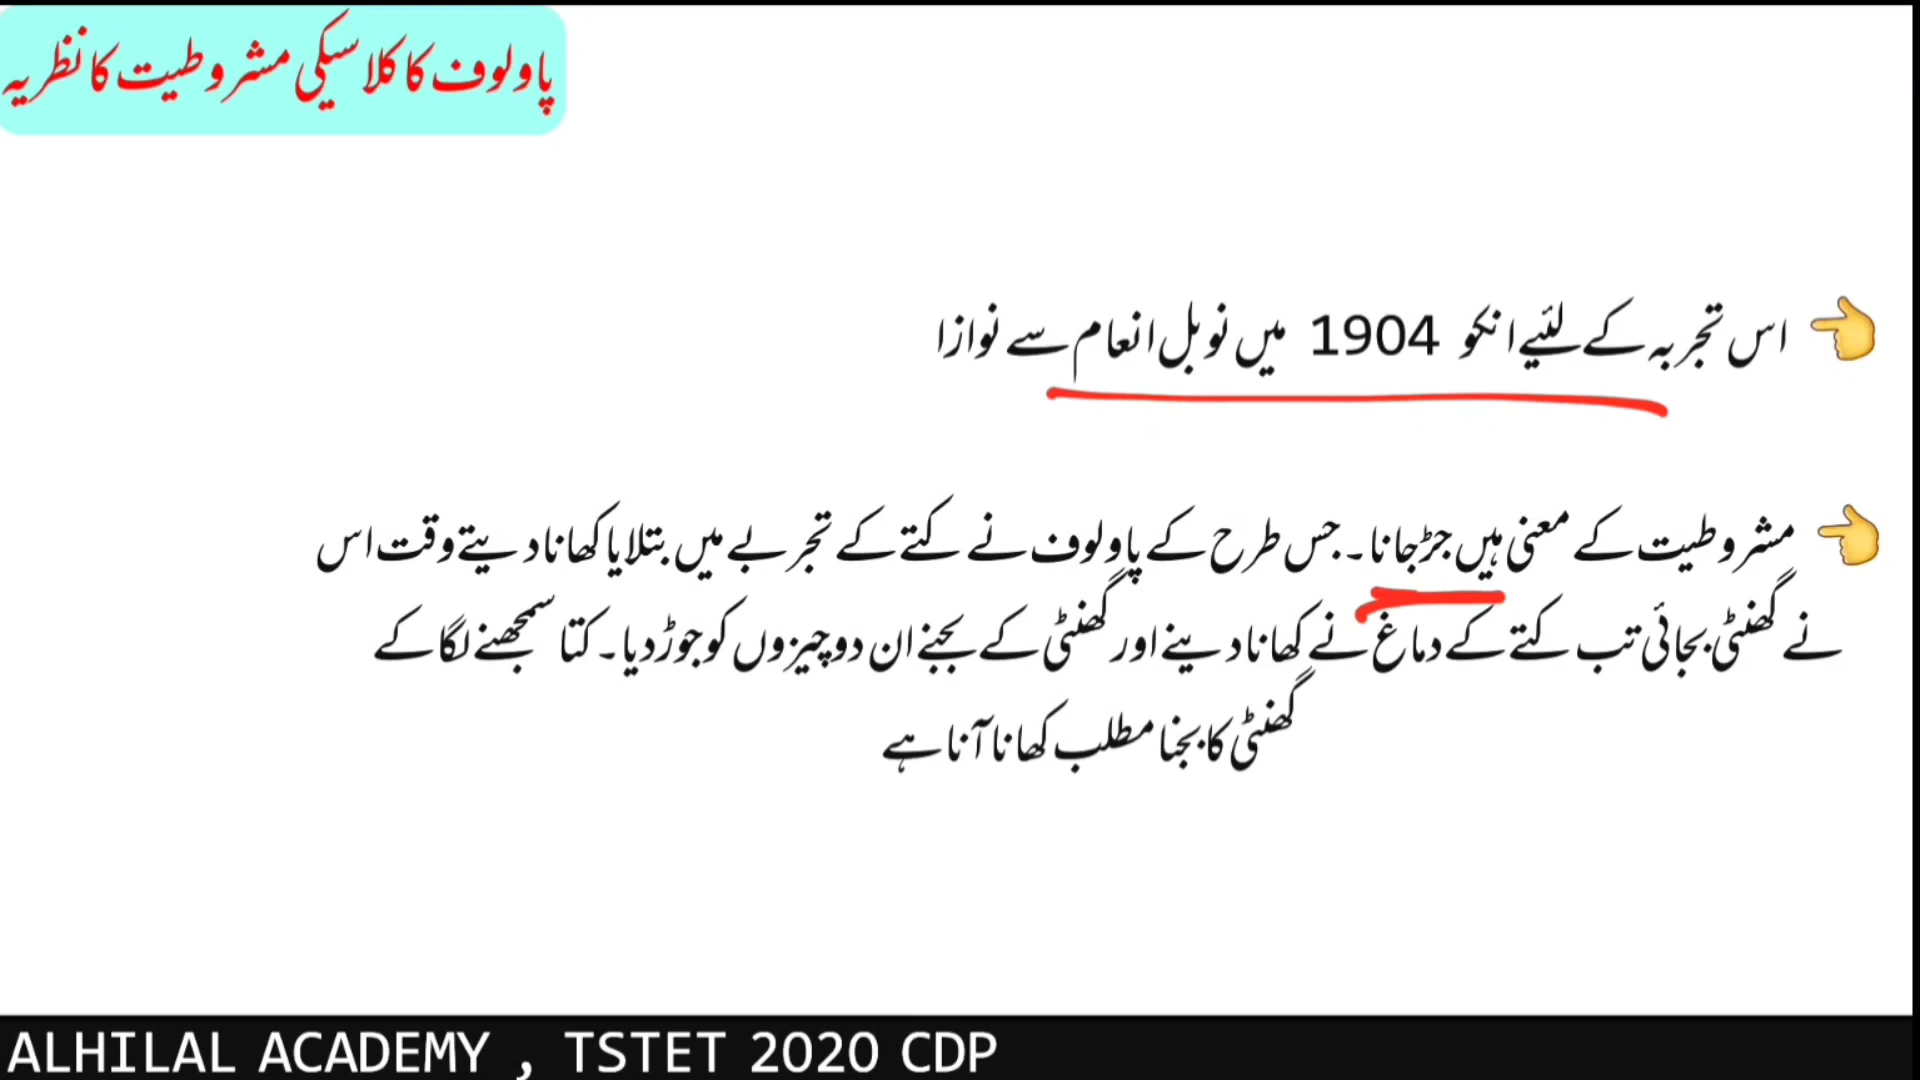 پاولوف کا کلاسیکی مشروطیت کا نظریہ
اس تجربہ کے لئیے انکو 1904 میں نوبل انعام سے نوازا
مشروطیت کے معنی ہیں جڑجانا۔ جس طرح کے پاولوف نے کتے کے تجربے میں بتلایا کھانا دیتے وقت اس
نے گھنٹی بجائی تب کتے کے دماغ نے کھانا دینے اور گھنٹی کے بجنے ان دو چیزوں کو جوڑدیا۔ کتا سمجھنے لگا کے
گھنٹی کا بجنا مطلب کھانا آنا ہے
ALHILAL ACADEMY , TSTET 2020 CDP